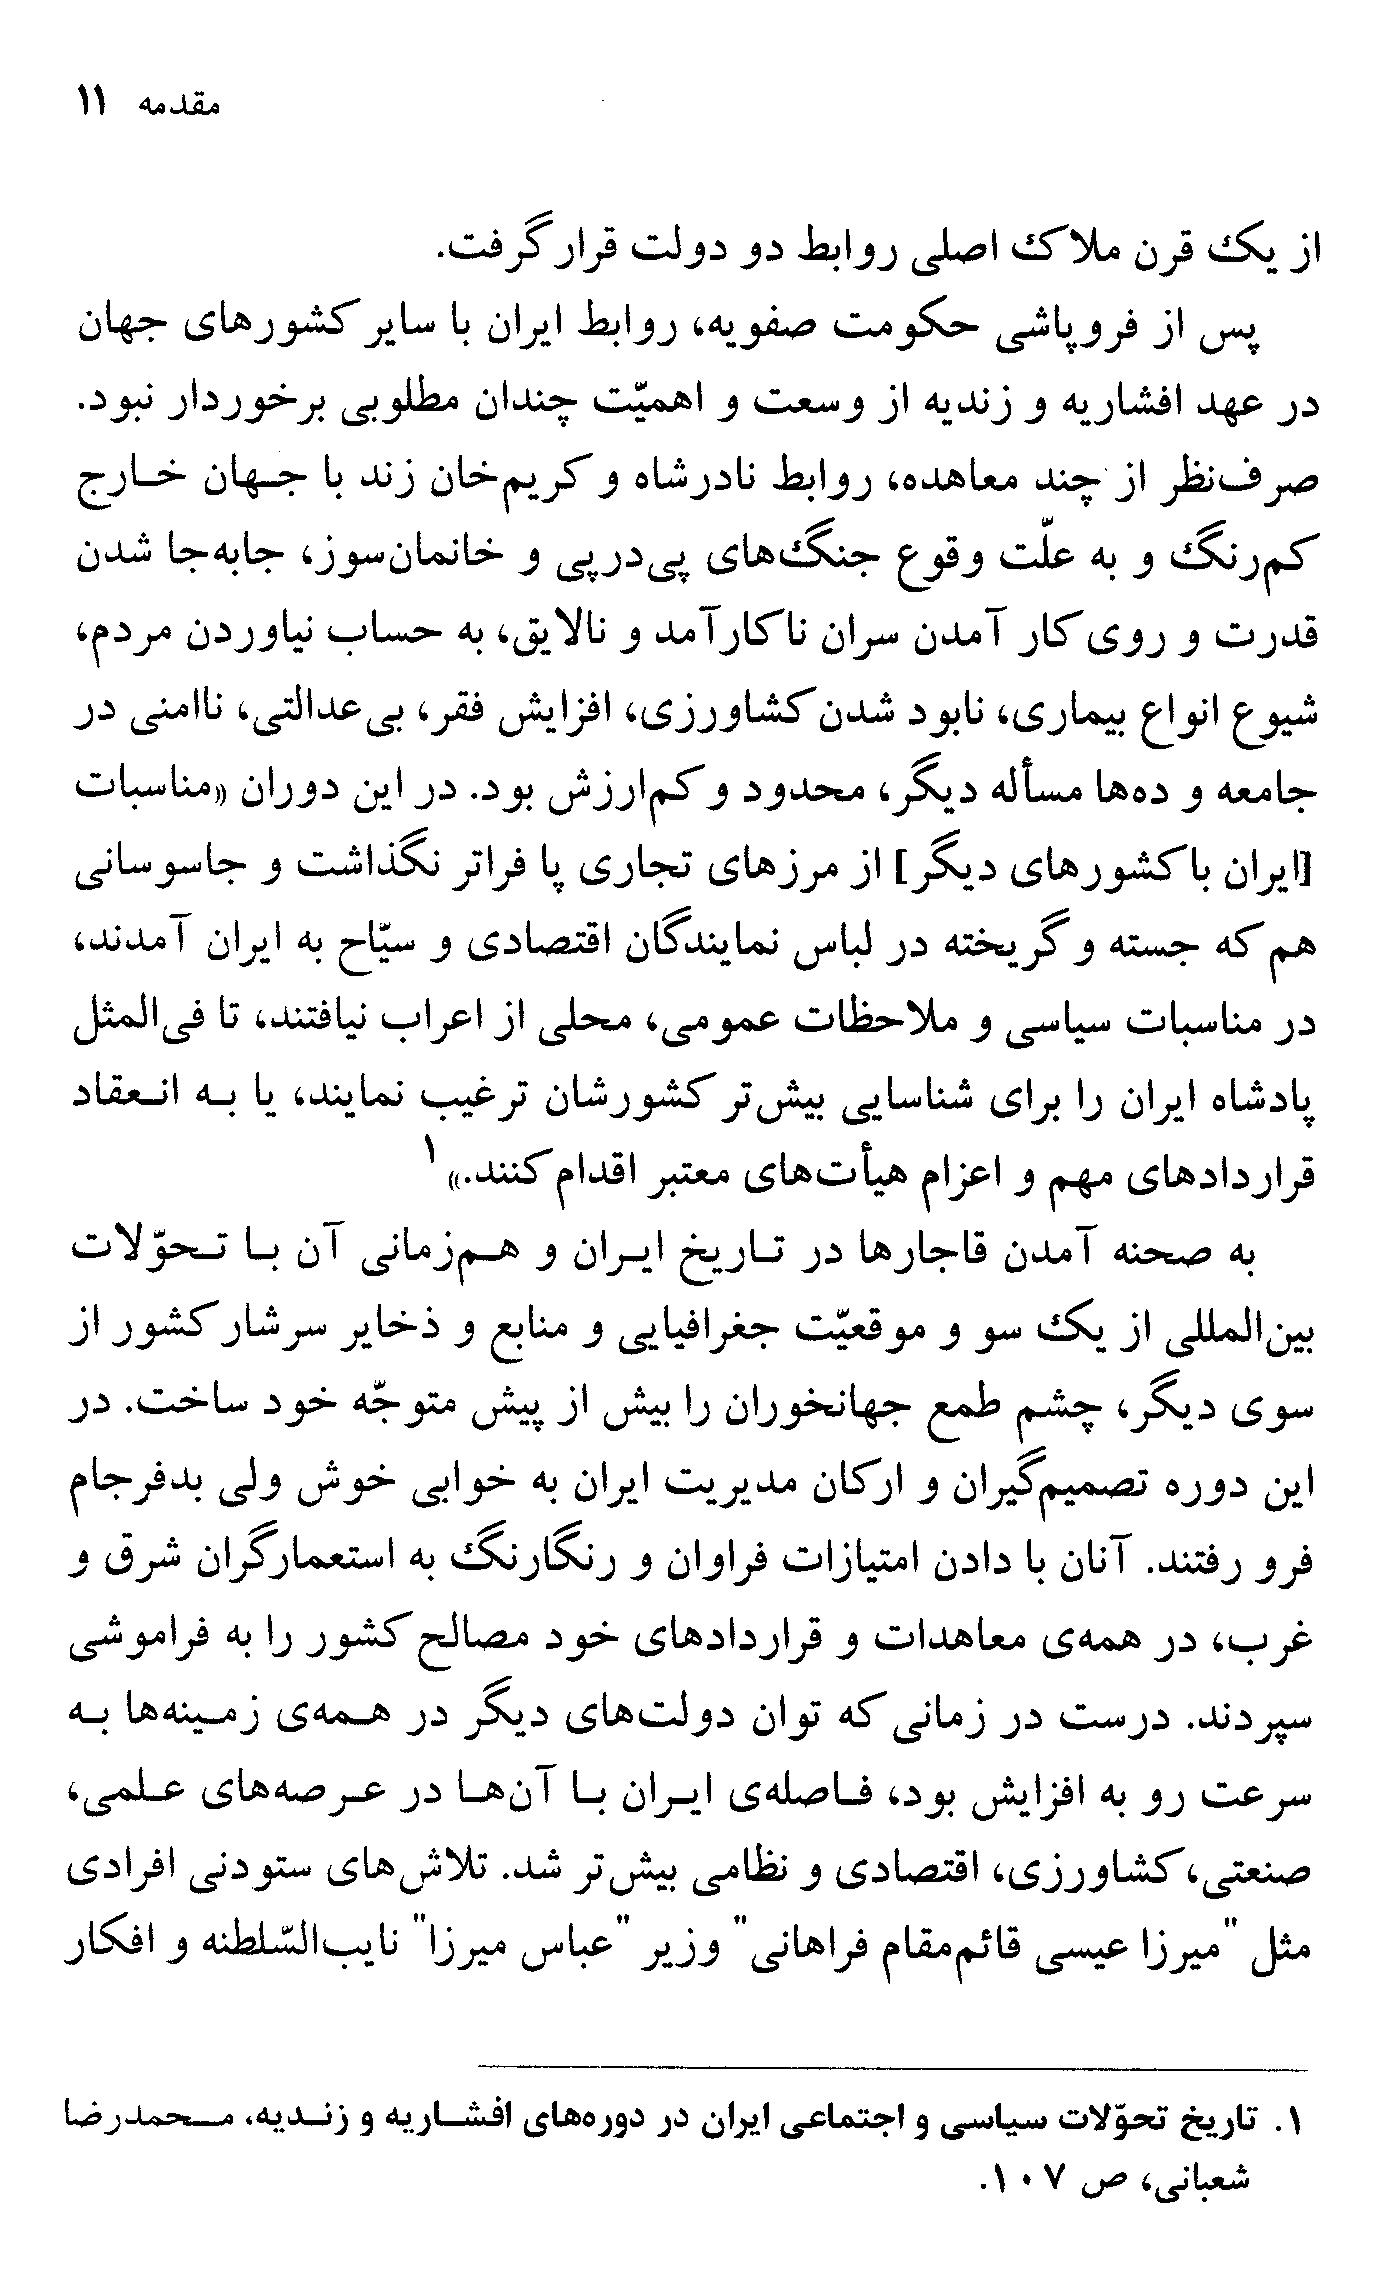 مقدمه ۱۱
از یک قرن ملاک اصلی روابط دو دولت قرار گرفت.
پس از فروپاشی حکومت صفویه، روابط ایران با سایر کشورهای جهان
در عهد افشاریه و زندیه از وسعت و اهمیّت چندان مطلوبی برخوردار نبود.
صرف‌نظر از چند معاهده، روابط نادرشاه و کریم‌خان زند با جهان خارج
کم‌رنگ و به علّت وقوع جنگ‌های پی‌درپی و خانمان‌سوز، جابه‌جا شدن
قدرت و روی کار آمدن سران ناکارآمد و نالایق، به حساب نیاوردن مردم،
شیوع انواع بیماری، نابود شدن کشاورزی، افزایش فقر، بی‌عدالتی، ناامنی در
جامعه و ده‌ها مسأله دیگر، محدود و کم‌ارزش بود. در این دوران «مناسبات
[ایران با کشورهای دیگر] از مرزهای تجاری پا فراتر نگذاشت و جاسوسانی
هم که جسته و گریخته در لباس نمایندگان اقتصادی و سیّاح به ایران آمدند،
در مناسبات سیاسی و ملاحظات عمومی، محلی از اعراب نیافتند، تا فی‌المثل
پادشاه ایران را برای شناسایی بیش‌تر کشورشان ترغیب نمایند، یا به انعقاد
قراردادهای مهم و اعزام هیأت‌های معتبر اقدام کنند.»۱
به صحنه آمدن قاجارها در تاریخ ایران و هم‌زمانی آن با تحوّلات
بین‌المللی از یک سو و موقعیّت جغرافیایی و منابع و ذخایر سرشار کشور از
سوی دیگر، چشم طمع جهانخوران را بیش از پیش متوجّه خود ساخت. در
این دوره تصمیم‌گیران و ارکان مدیریت ایران به خوابی خوش ولی بدفرجام
فرو رفتند. آنان با دادن امتیازات فراوان و رنگارنگ به استعمارگران شرق و
غرب، در همه‌ی معاهدات و قراردادهای خود مصالح کشور را به فراموشی
سپردند. درست در زمانی که توان دولت‌های دیگر در همه‌ی زمینه‌ها به
سرعت رو به افزایش بود، فاصله‌ی ایران با آن‌ها در عرصه‌های علمی،
صنعتی، کشاورزی، اقتصادی و نظامی بیش‌تر شد. تلاش‌های ستودنی افرادی
مثل "میرزا عیسی قائم‌مقام فراهانی" وزیر "عباس میرزا" نایب‌السّلطنه و افکار
۱. تاریخ تحوّلات سیاسی و اجتماعی ایران در دوره‌های افشاریه و زندیه، محمدرضا
شعبانی، ص ۱۰۷.